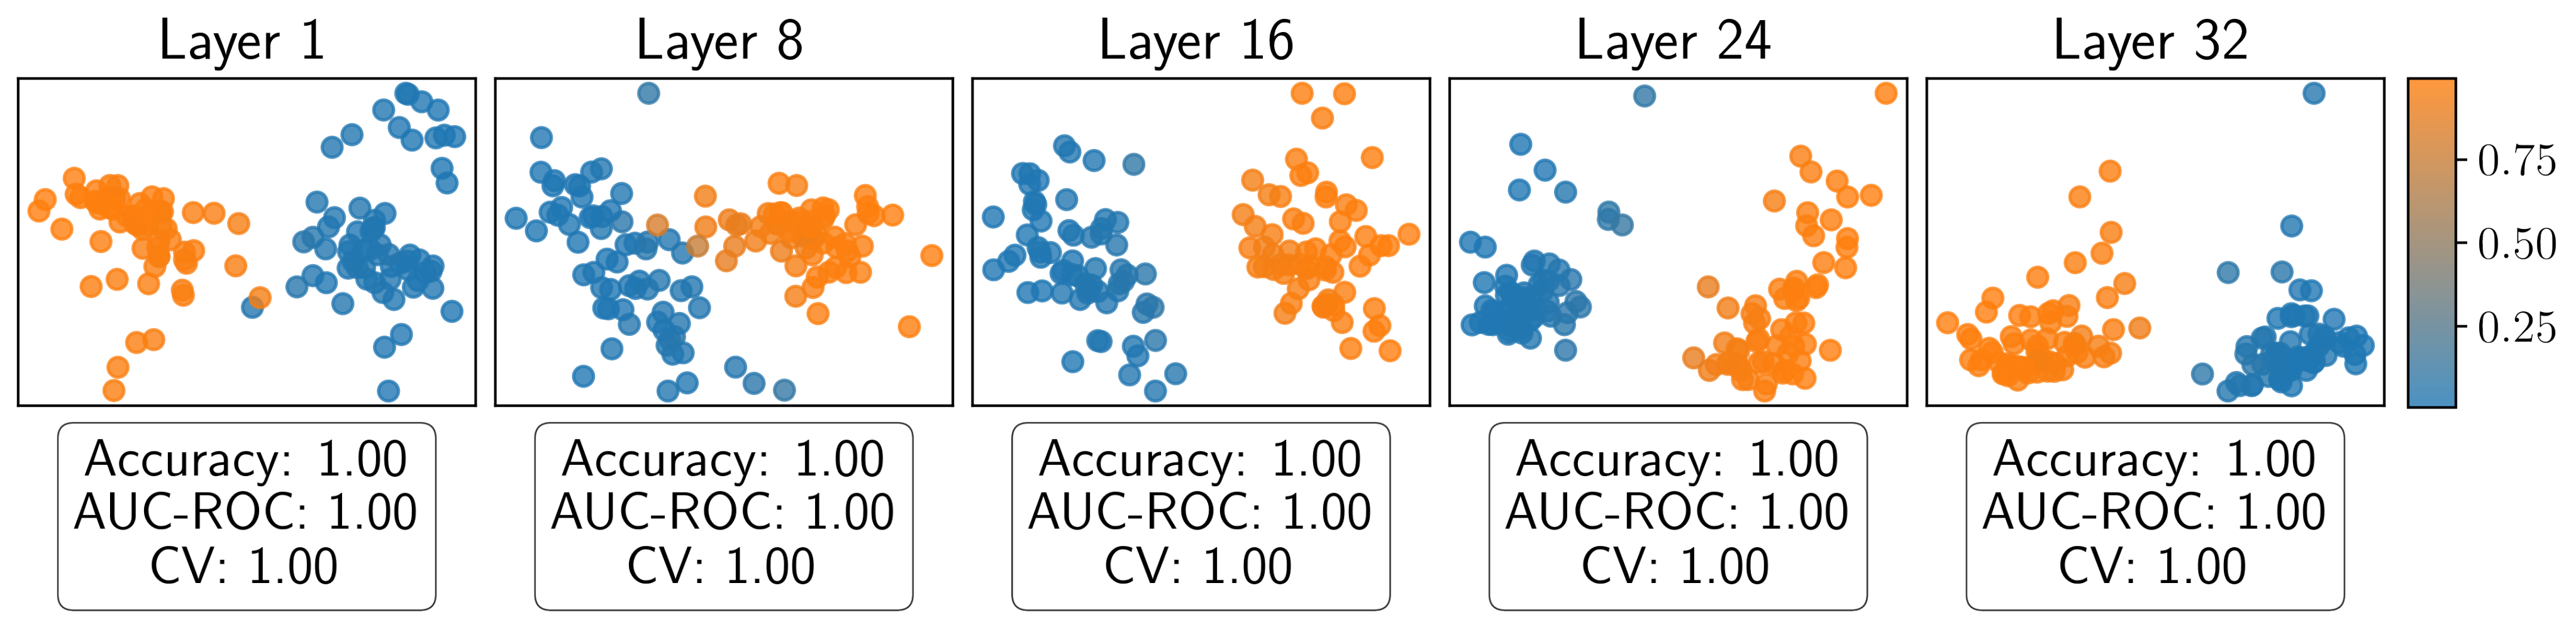 Layer 1
Layer 8
Layer 16
Layer 24
Layer 32
0.75
0.50
0.25
Accuracy: 1.00
AUC-ROC: 1.00
CV: 1.00
Accuracy: 1.00
AUC-ROC: 1.00
CV: 1.00
Accuracy: 1.00
AUC-ROC: 1.00
CV: 1.00
Accuracy: 1.00
AUC-ROC: 1.00
CV: 1.00
Accuracy: 1.00
AUC-ROC: 1.00
CV: 1.00